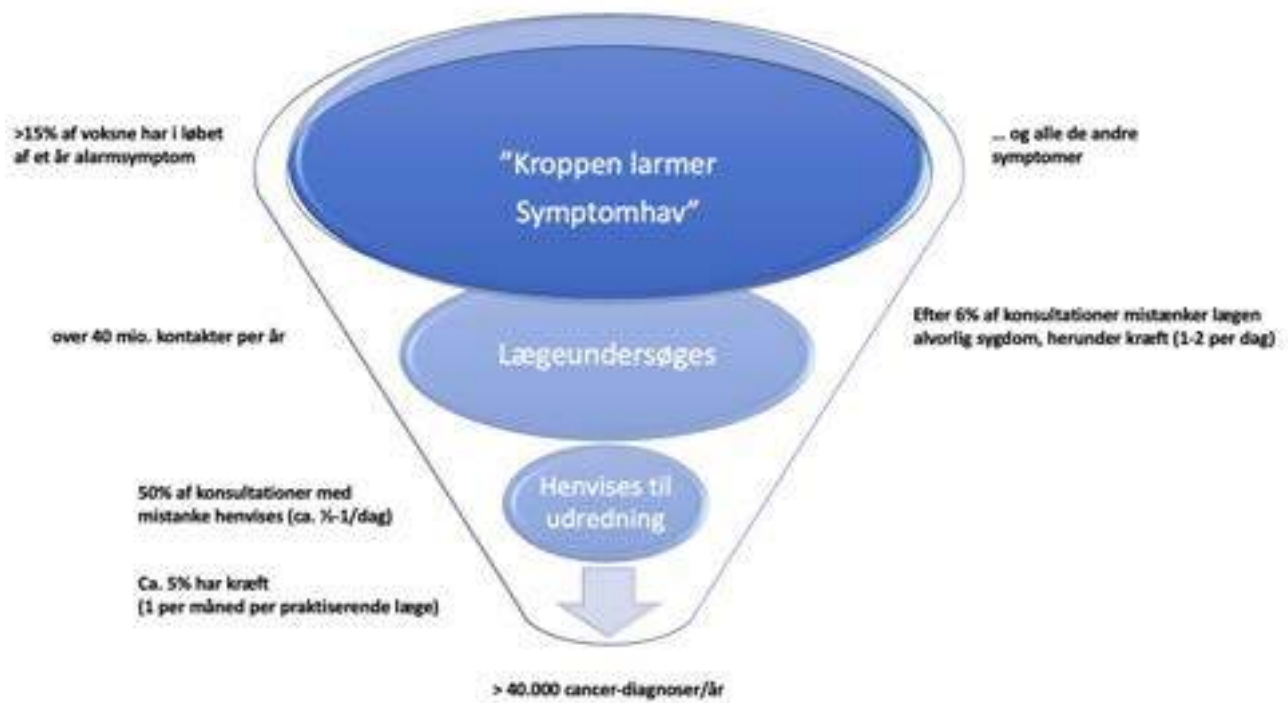 >15% af voksne har i løbet
af et år alarmsymptom
"Kroppen larmer
Symptomhav"
... og alle de andre
symptomer
over 40 mio. kontakter per år
Lægeundersøges
Efter 6% af konsultationer mistænker lægen
alvorlig sygdom, herunder kræft (1-2 per dag)
50% af konsultationer med
mistanke henvises (ca. ½-1/dag)
Henvises til
udredning
Ca. 5% har kræft
(1 per måned per praktiserende læge)
> 40.000 cancer-diagnoser/år